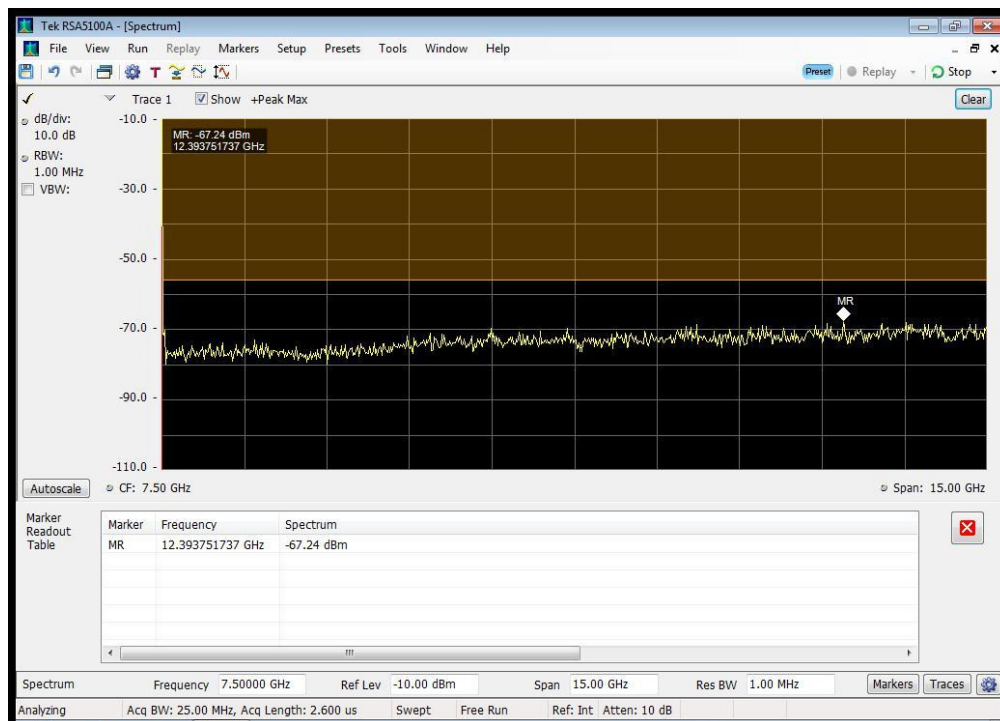 Tek RSA5100A - [Spectrum]
File View Run Replay Markers Setup Presets Tools Window Help
T Preset Replay Stop
Trace 1 Show +Peak Max Clear
dB/div: -10.0
10.0 dB
MR: -67.24 dBm
12.393751737 GHz
RBW:
1.00 MHz
VBW: -30.0
-50.0
MR
-70.0
-90.0
-110.0
Autoscale CF: 7.50 GHz Span: 15.00 GHz
Marker
Readout
Table
Marker Frequency Spectrum
MR 12.393751737 GHz -67.24 dBm
Spectrum Frequency 7.50000 GHz Ref Lev -10.00 dBm Span 15.00 GHz Res BW 1.00 MHz Markers Traces
Analyzing Acq BW: 25.00 MHz, Acq Length: 2.600 us Swept Free Run Ref: Int Atten: 10 dB